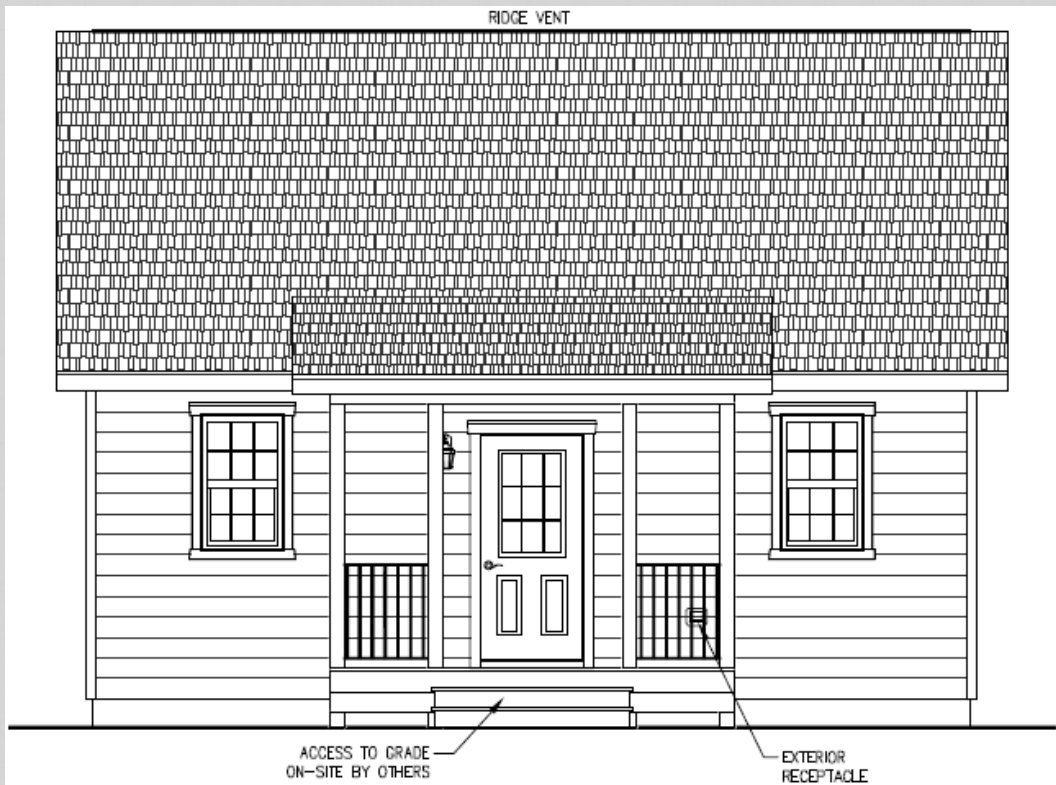 RIDGE VENT
ACCESS TO GRADE
ON-SITE BY OTHERS
EXTERIOR
RECEPTACLE